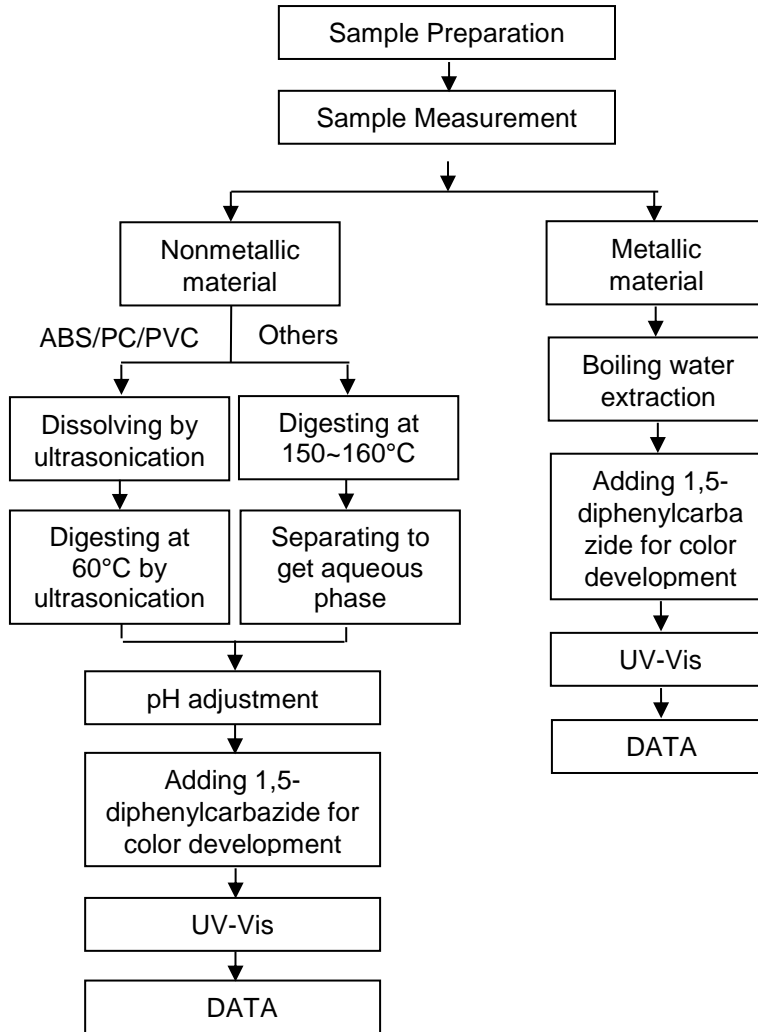 Sample Preparation
Sample Measurement
Nonmetallic
material
ABS/PC/PVC
Others
Dissolving by
ultrasonication
Digesting at
150~160°C
Digesting at
60°C by
ultrasonication
Separating to
get aqueous
phase
pH adjustment
Adding 1,5-
diphenylcarbazide for
color development
UV-Vis
DATA
Metallic
material
Boiling water
extraction
Adding 1,5-
diphenylcarba
zide for color
development
UV-Vis
DATA